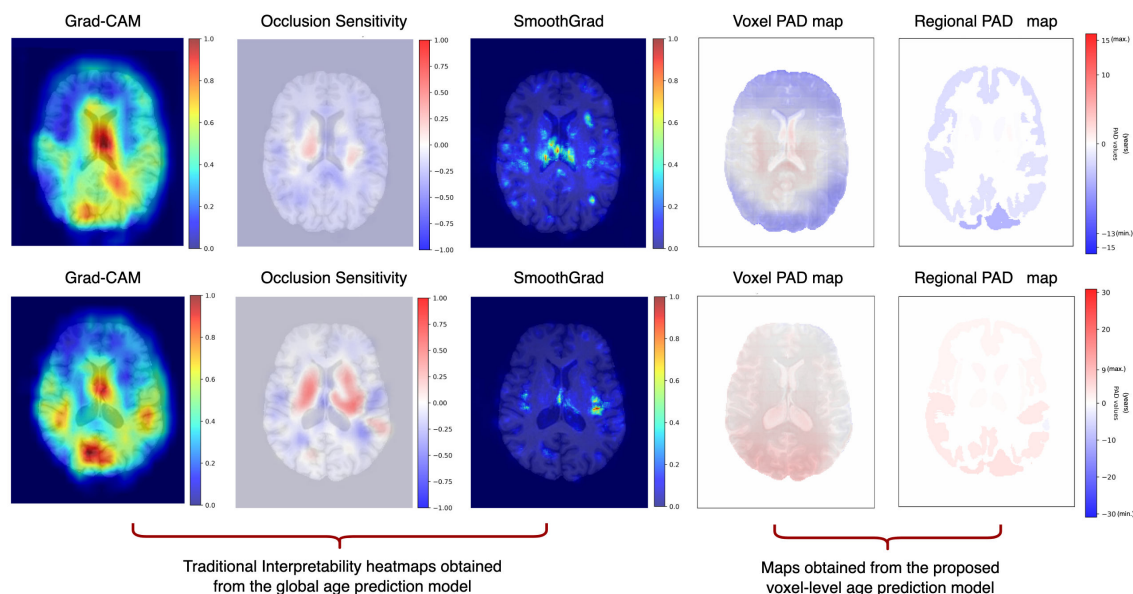 Grad-CAM
Occlusion Sensitivity
SmoothGrad
Voxel PAD map
Regional PAD map
1.0
0.8
0.6
0.4
0.2
0.0
1.00
0.75
0.50
0.25
0.00
−0.25
−0.50
−0.75
−1.00
1.0
0.8
0.6
0.4
0.2
0.0
15 (max.)
10
0
−13 (min.)
−15
PAD values
(years)
Grad-CAM
Occlusion Sensitivity
SmoothGrad
Voxel PAD map
Regional PAD map
1.0
0.8
0.6
0.4
0.2
0.0
1.00
0.75
0.50
0.25
0.00
−0.25
−0.50
−0.75
−1.00
1.0
0.8
0.6
0.4
0.2
0.0
30
20
9 (max.)
0
−10
−20
−30 (min.)
PAD values
(years)
Traditional Interpretability heatmaps obtained
from the global age prediction model
Maps obtained from the proposed
voxel-level age prediction model